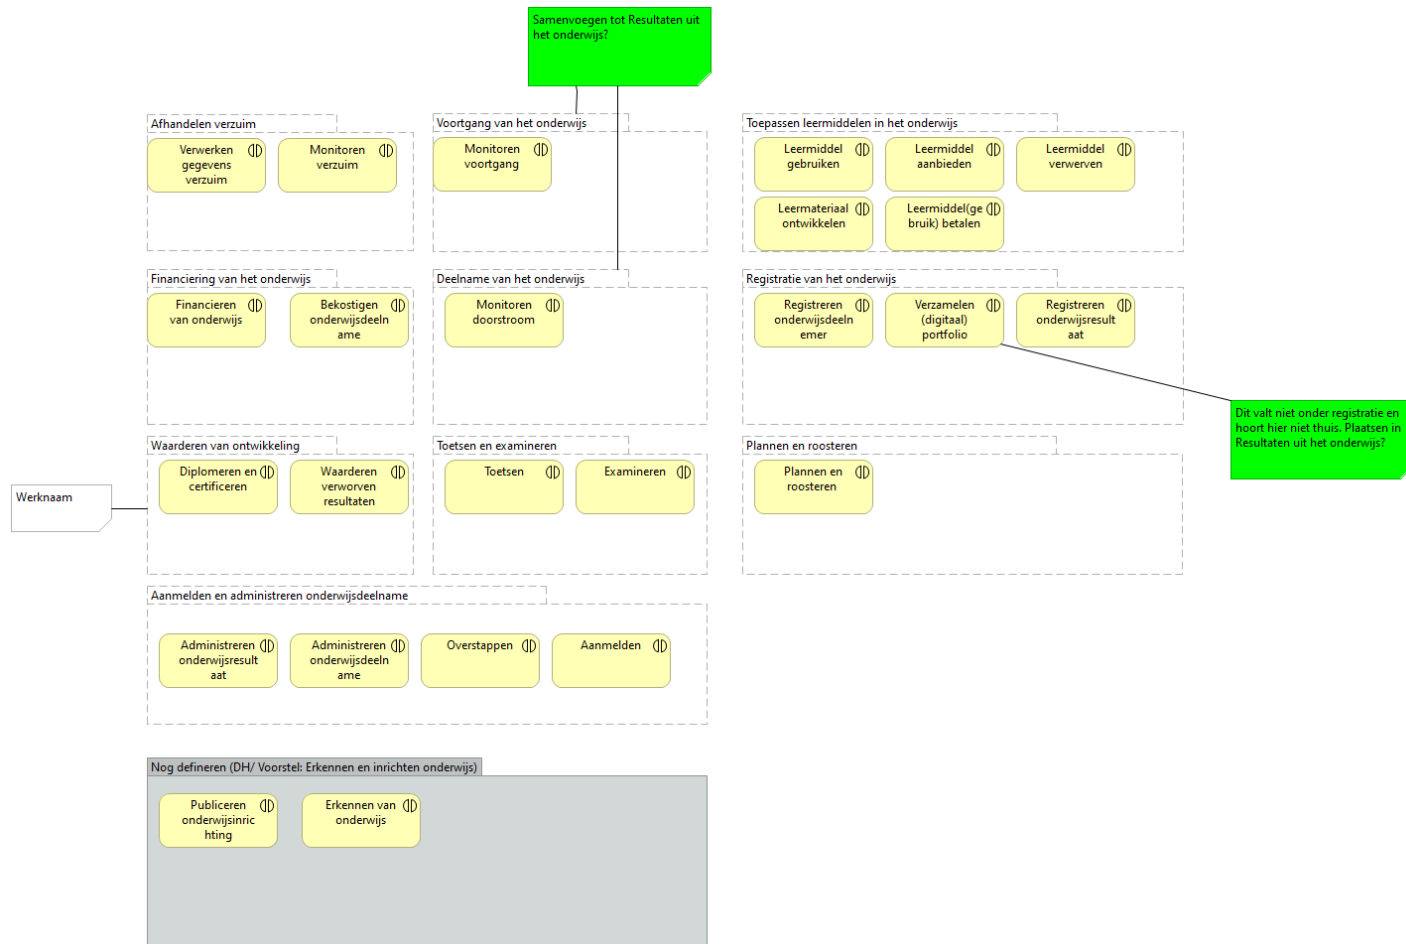 Samenvoegen tot Resultaten uit
het onderwijs?
Afhandelen verzuim
Verwerken
gegevens
verzuim
Monitoren
verzuim
Voortgang van het onderwijs
Monitoren
voortgang
Toepassen leermiddelen in het onderwijs
Leermiddel
gebruiken
Leermiddel
aanbieden
Leermiddel
verwerven
Leermateriaal
ontwikkelen
Leermiddel(ge
bruik) betalen
Financiering van het onderwijs
Financieren
van onderwijs
Bekostigen
onderwijsdeeln
ame
Deelname van het onderwijs
Monitoren
doorstroom
Registratie van het onderwijs
Registreren
onderwijsdeeln
emer
Verzamelen
(digitaal)
portfolio
Registreren
onderwijsresult
aat
Dit valt niet onder registratie en
hoort hier niet thuis. Plaatsen in
Resultaten uit het onderwijs?
Werknaam
Waarderen van ontwikkeling
Diplomeren en
certificeren
Waarderen
verworven
resultaten
Toetsen en examineren
Toetsen
Examineren
Plannen en roosteren
Plannen en
roosteren
Aanmelden en administreren onderwijsdeelname
Administreren
onderwijsresult
aat
Administreren
onderwijsdeeln
ame
Overstappen
Aanmelden
Nog defineren (DH/ Voorstel: Erkennen en inrichten onderwijs)
Publiceren
onderwijsinric
hting
Erkennen van
onderwijs